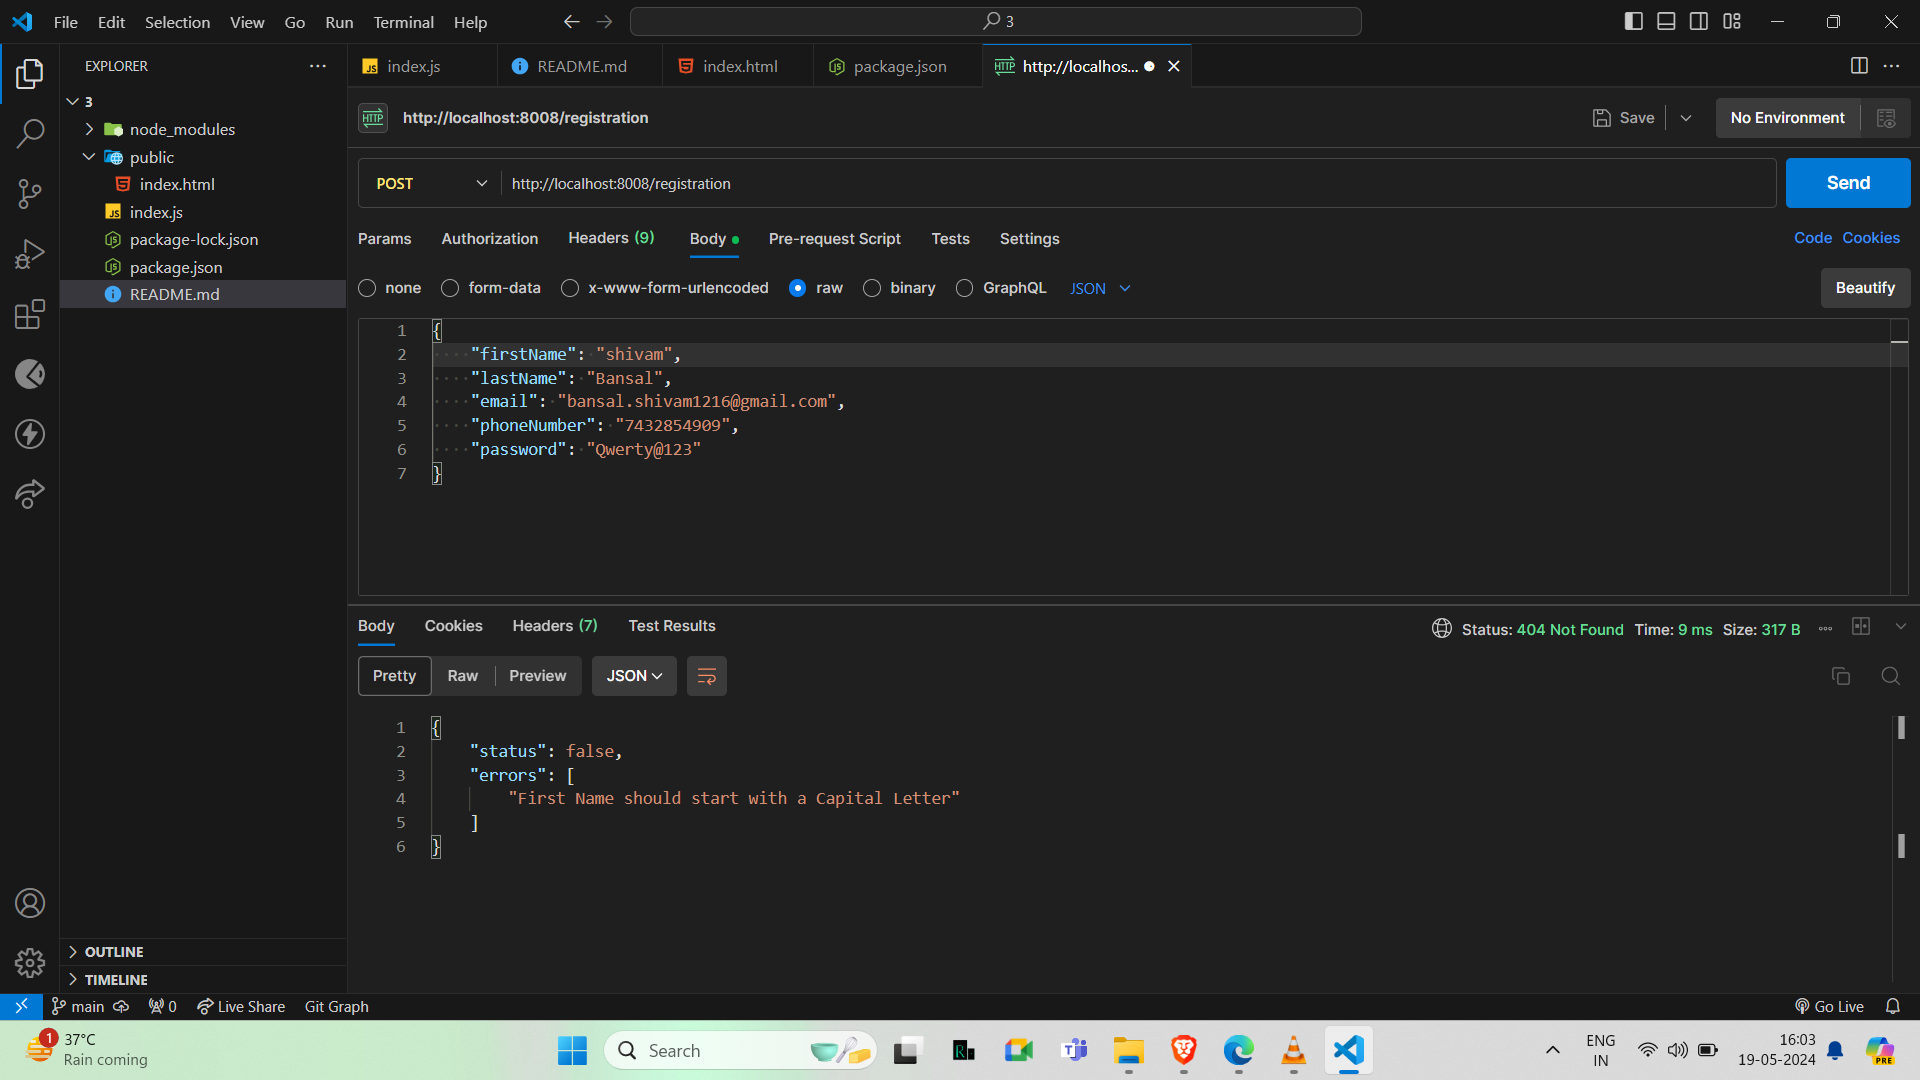 File Edit Selection View Go Run Terminal Help
3
EXPLORER
3
node_modules
public
index.html
index.js
package-lock.json
package.json
README.md
OUTLINE
TIMELINE
index.js
README.md
index.html
package.json
http://localhos...
HTTP http://localhost:8008/registration
Save
No Environment
POST http://localhost:8008/registration
Send
Params Authorization Headers (9) Body Pre-request Script Tests Settings
Code Cookies
none form-data x-www-form-urlencoded raw binary GraphQL JSON
Beautify
1 {
2 "firstName": "shivam",
3 "lastName": "Bansal",
4 "email": "bansal.shivam1216@gmail.com",
5 "phoneNumber": "7432854909",
6 "password": "Qwerty@123"
7 }
Body Cookies Headers (7) Test Results
Status: 404 Not Found Time: 9 ms Size: 317 B
Pretty Raw Preview JSON
1 {
2 "status": false,
3 "errors": [
4 "First Name should start with a Capital Letter"
5 ]
6 }
main 0 Live Share Git Graph
Go Live
1
37°C
Rain coming
Search
ENG
IN
16:03
19-05-2024
PRE